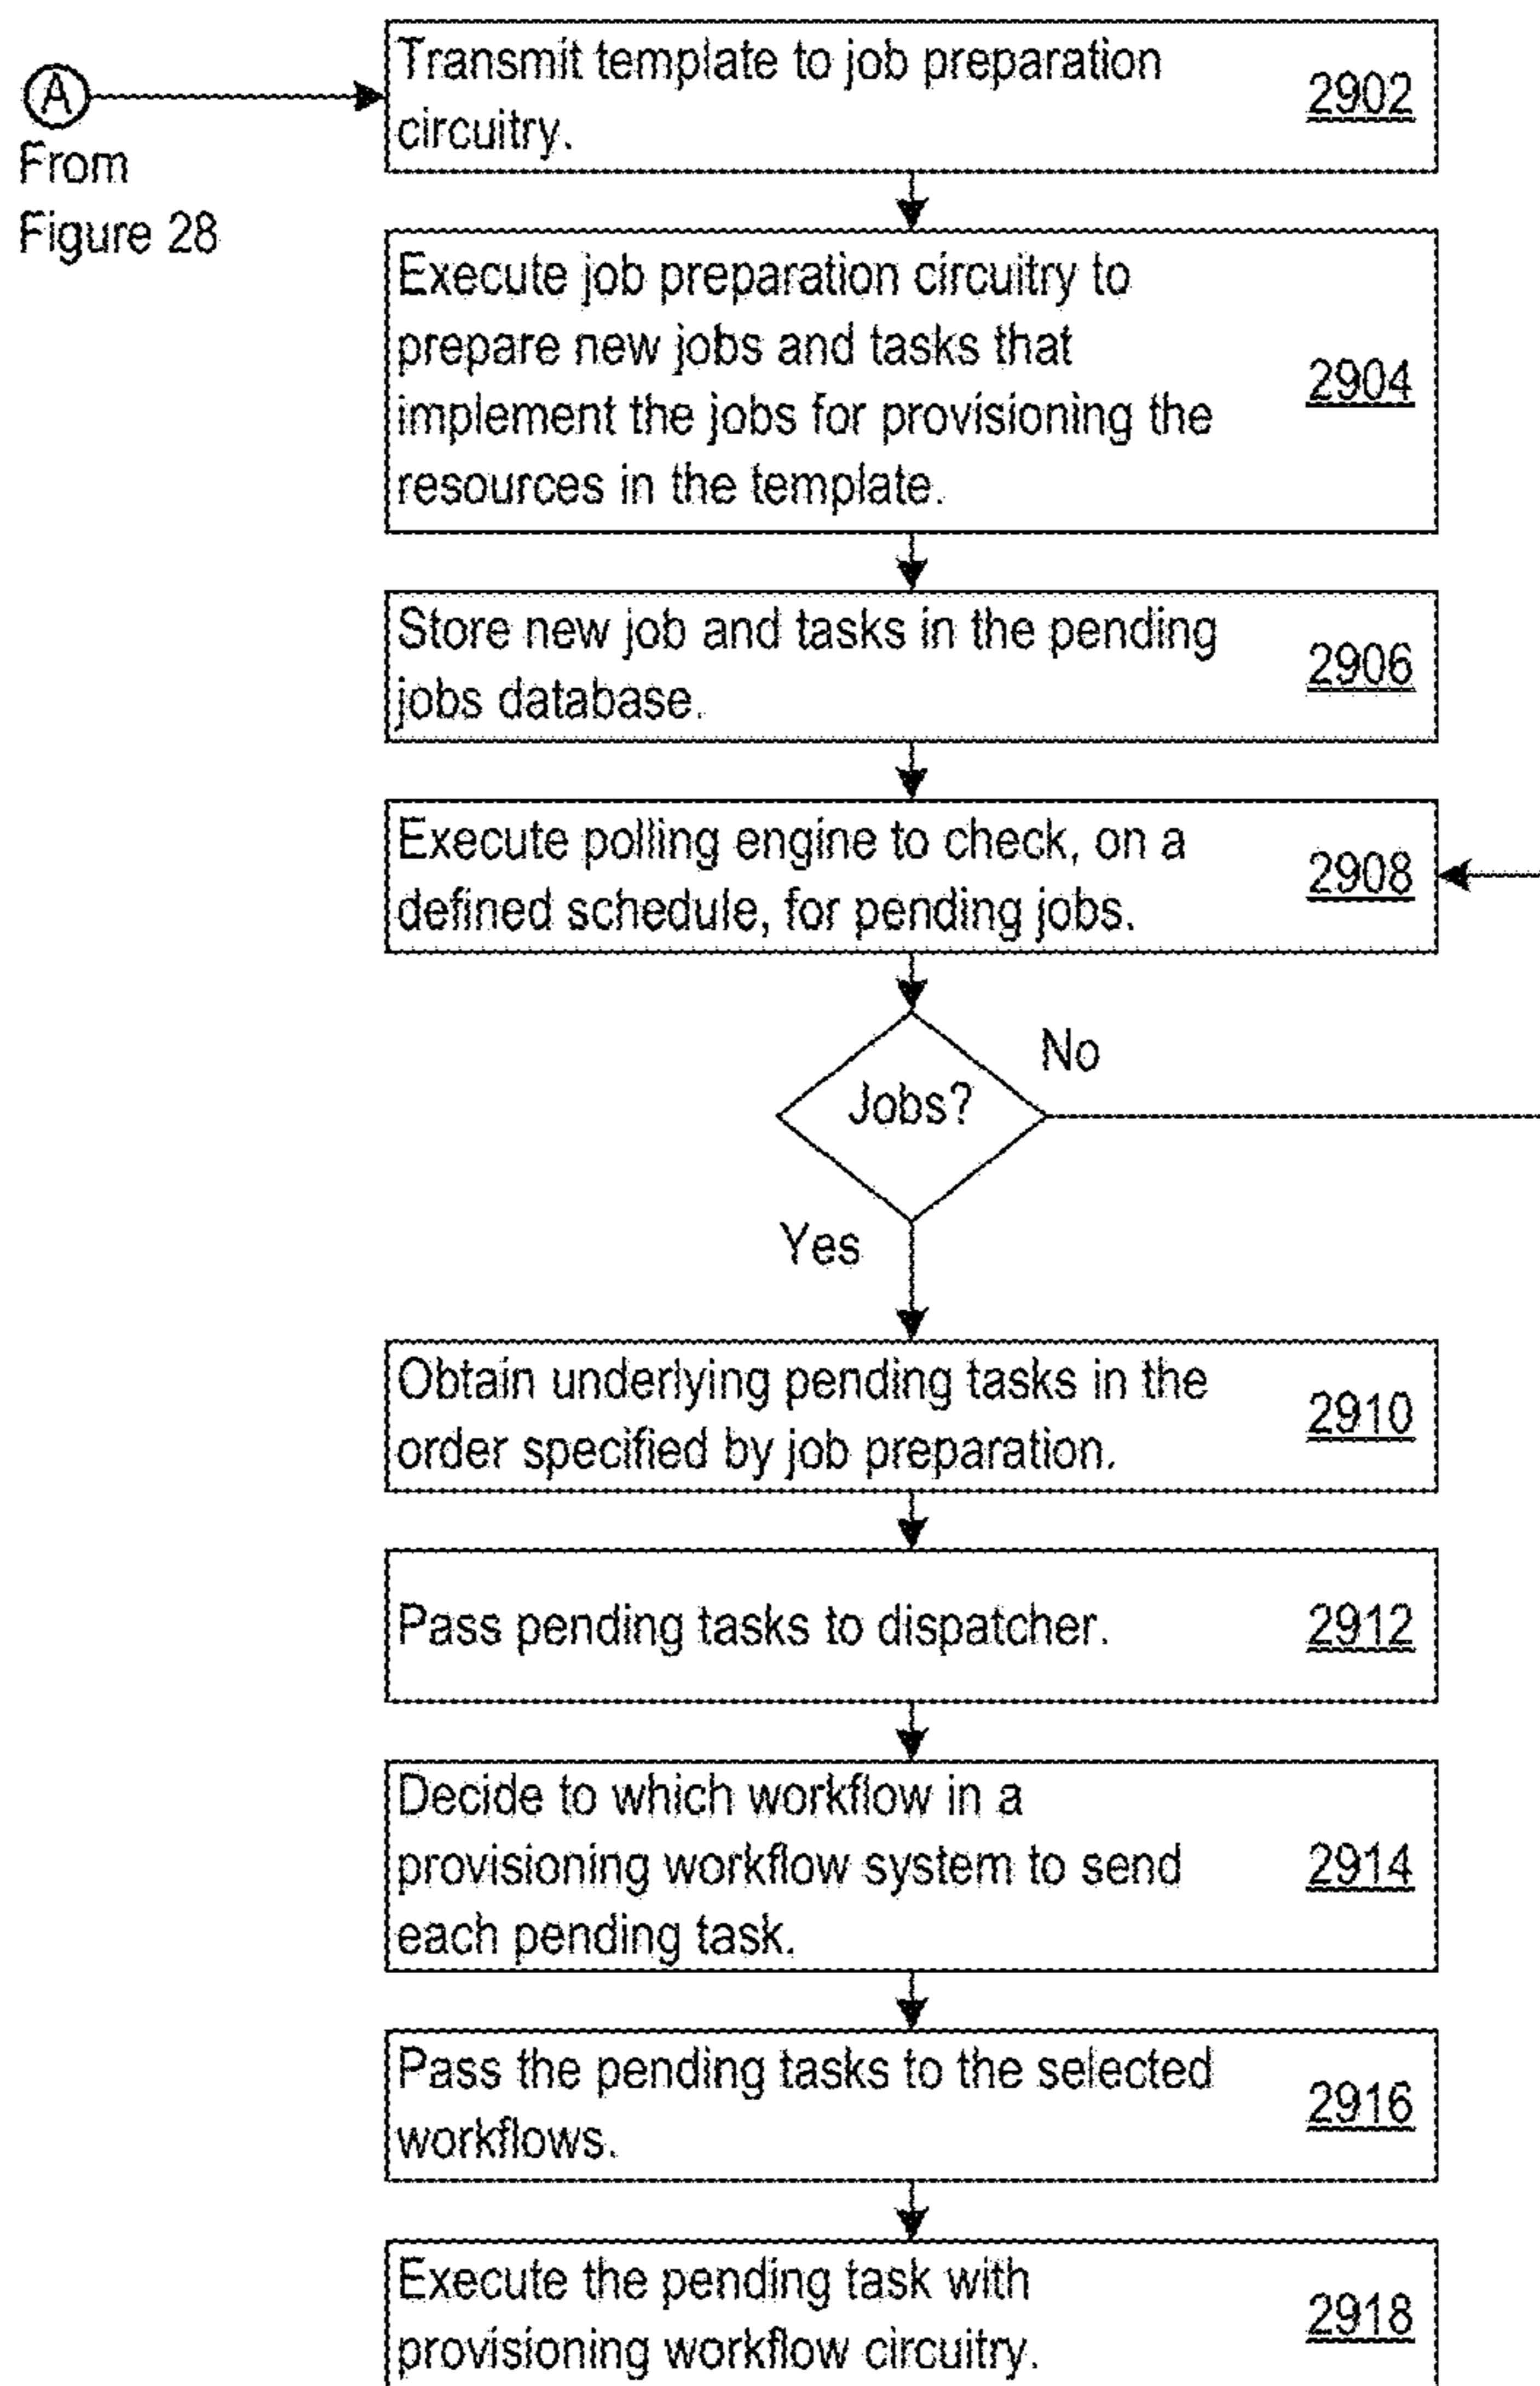 A
From
Figure 28
Transmit template to job preparation
circuitry.
2902
Execute job preparation circuitry to
prepare new jobs and tasks that
implement the jobs for provisioning the
resources in the template.
2904
Store new job and tasks in the pending
jobs database.
2906
Execute polling engine to check, on a
defined schedule, for pending jobs.
2908
Jobs?
No
Yes
Obtain underlying pending tasks in the
order specified by job preparation.
2910
Pass pending tasks to dispatcher.
2912
Decide to which workflow in a
provisioning workflow system to send
each pending task.
2914
Pass the pending tasks to the selected
workflows.
2916
Execute the pending task with
provisioning workflow circuitry.
2918